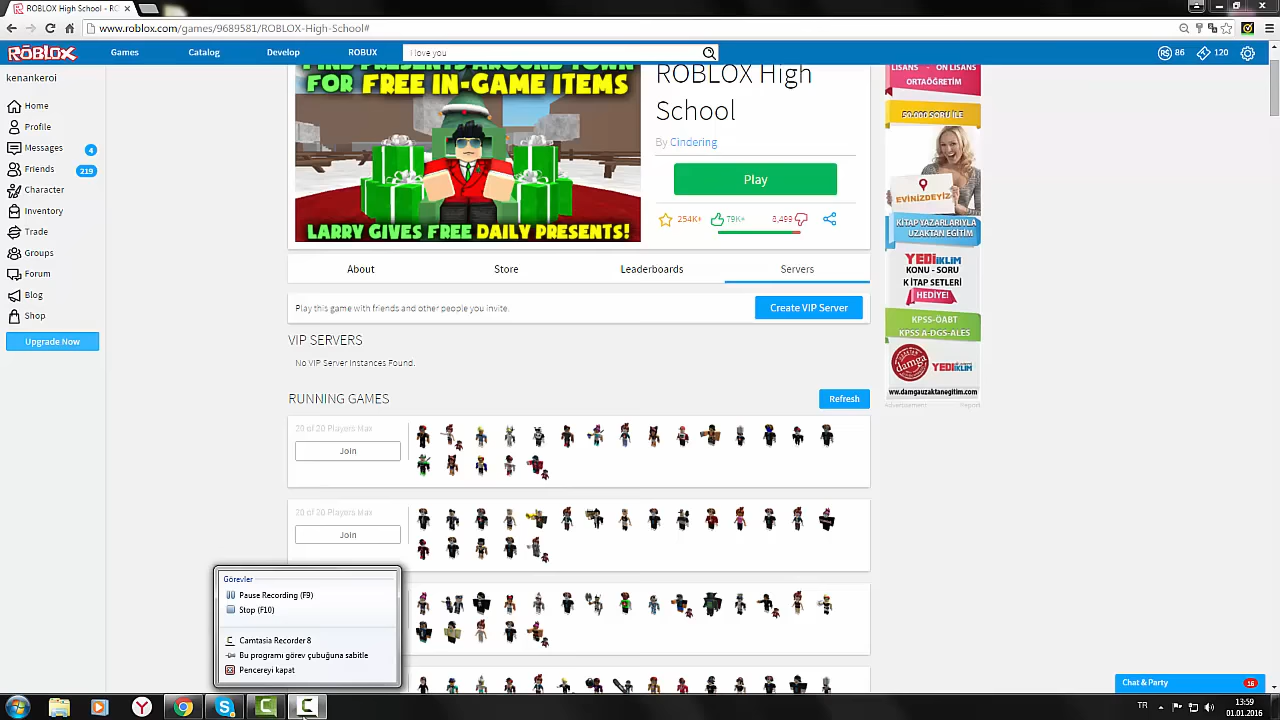 ROBLOX High School - RC
www.roblox.com/games/9689581/ROBLOX-High-School#
ROBLOX
Games
Catalog
Develop
ROBUX
I love you
86
120
kenankeroi
Home
Profile
Messages
4
Friends
219
Character
Inventory
Trade
Groups
Forum
Blog
Shop
Upgrade Now
FIND PRESENTS AROUND TOWN
FOR FREE IN-GAME ITEMS
LARRY GIVES FREE DAILY PRESENTS!
ROBLOX High
School
By Cindering
Play
254K+
79K+
8,499
About
Store
Leaderboards
Servers
Play this game with friends and other people you invite.
Create VIP Server
VIP SERVERS
No VIP Server Instances Found.
RUNNING GAMES
Refresh
20 of 20 Players Max
Join
20 of 20 Players Max
Join
LİSANS - ÖN LİSANS
ORTAÖĞRETİM
50.000 SORU İLE
EVİNİZDEYİZ
KİTAP YAZARLARIYLA
UZAKTAN EĞİTİM
YEDİİKLİM
KONU - SORU
KİTAP SETLERİ
HEDİYE!
KPSS-ÖABT
KPSS A-DGS-ALES
damga
YEDİİKLİM
www.damgauzaktanegitim.com
Advertisement
Report
Görevler
Pause Recording (F9)
Stop (F10)
Camtasia Recorder 8
Bu programı görev çubuğuna sabitle
Pencereyi kapat
Chat & Party
16
TR
13:59
01.01.2016